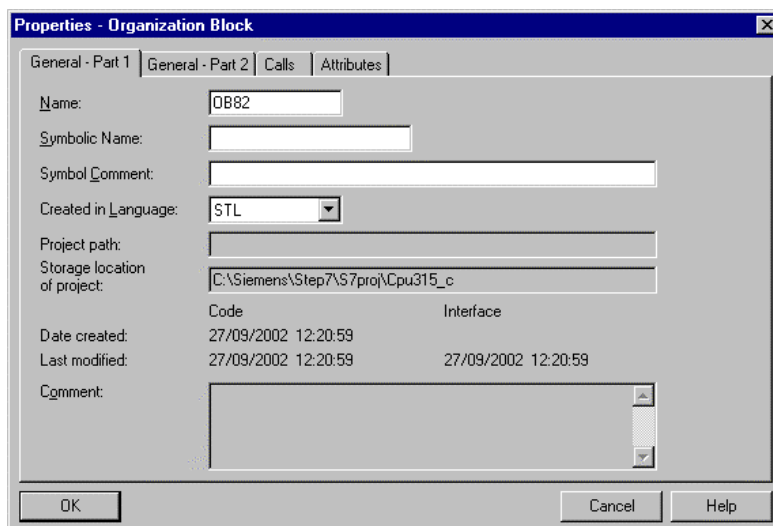 Properties - Organization Block
General - Part 1 General - Part 2 Calls Attributes
Name: OB82
Symbolic Name:
Symbol Comment:
Created in Language: STL
Project path:
Storage location
of project: C:\Siemens\Step7\S7proj\Cpu315_c
Code Interface
Date created: 27/09/2002 12:20:59
Last modified: 27/09/2002 12:20:59 27/09/2002 12:20:59
Comment:
OK Cancel Help